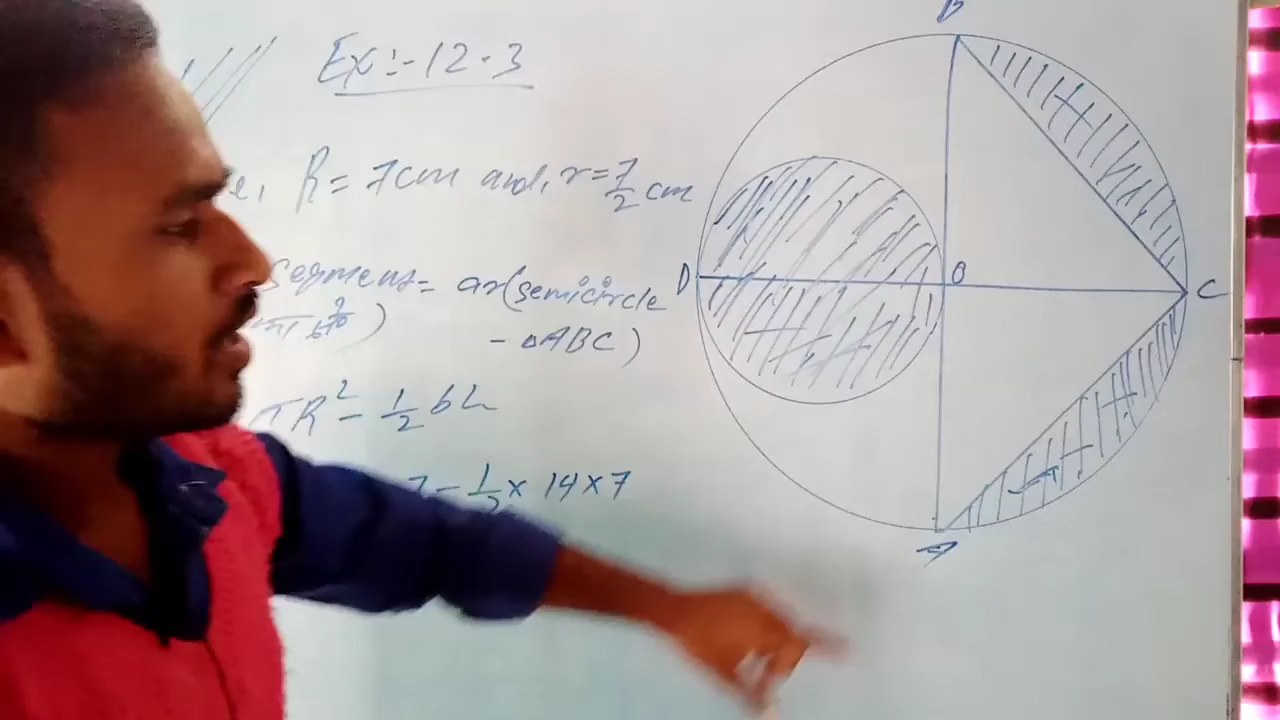 Ex:-12.3
R = 7cm and, r = 7/2 cm
segment = ar(semicircle
- △ABC)
πR² - 1/2 bh
7 - 1/2 × 14 × 7
B
D
O
C
A